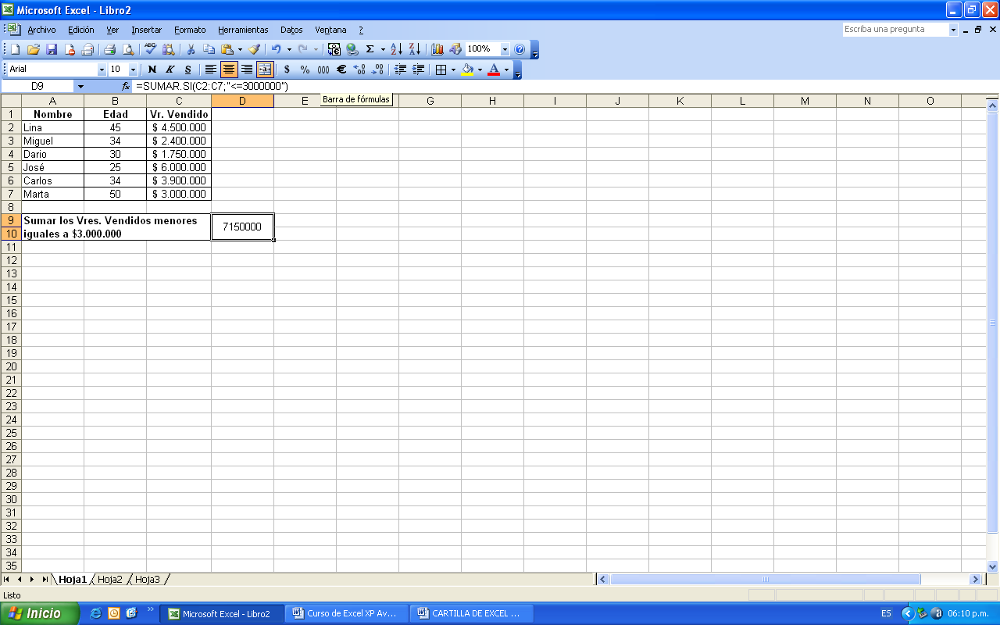 Microsoft Excel - Libro2
Archivo Edición Ver Insertar Formato Herramientas Datos Ventana ?
Escriba una pregunta
100%
Arial 10 N K S $ % 000 €
D9 fx =SUMAR.SI(C2:C7;"<=3000000")
Barra de fórmulas
A B C D E G H I J K L M N O
1 Nombre Edad Vr. Vendido
2 Lina 45 $ 4.500.000
3 Miguel 34 $ 2.400.000
4 Dario 30 $ 1.750.000
5 José 25 $ 6.000.000
6 Carlos 34 $ 3.900.000
7 Marta 50 $ 3.000.000
8
9 Sumar los Vres. Vendidos menores
10 iguales a $3.000.000
7150000
11
12
13
14
15
16
17
18
19
20
21
22
23
24
25
26
27
28
29
30
31
32
33
34
35
Hoja1 Hoja2 Hoja3
Listo
Inicio Microsoft Excel - Libro2 Curso de Excel XP Av... CARTILLA DE EXCEL ... ES 06:10 p.m.